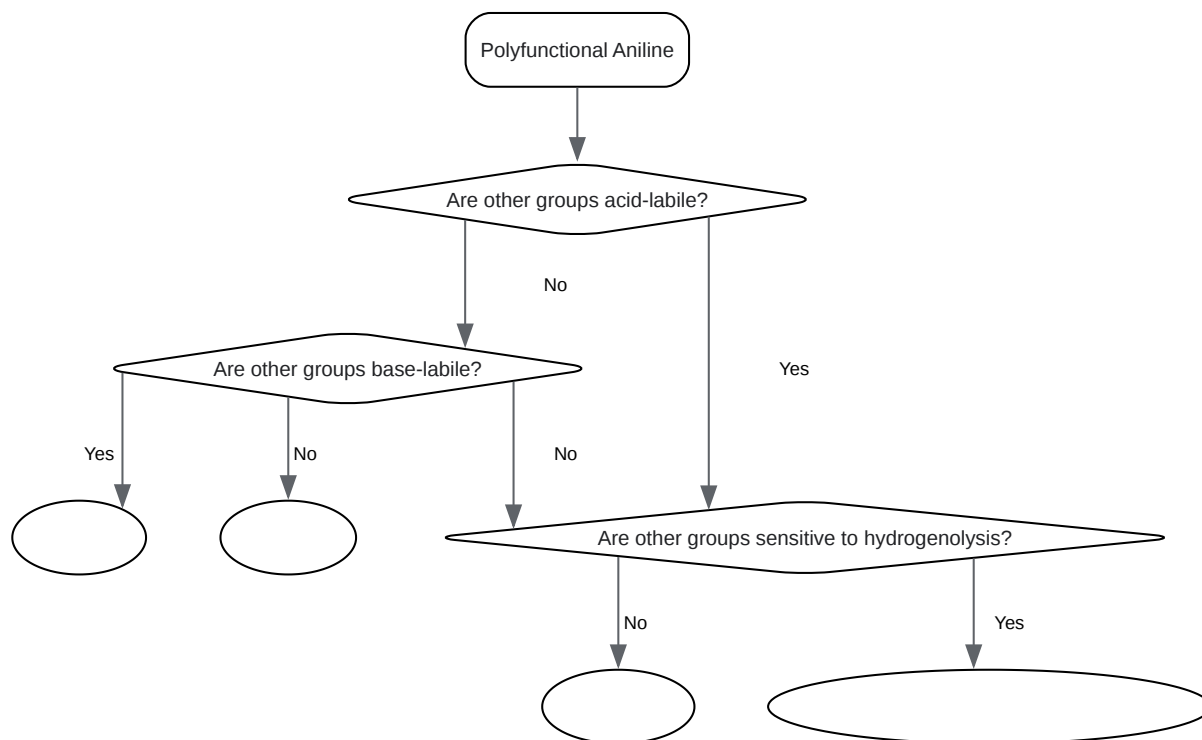 Polyfunctional Aniline
Are other groups acid-labile?
No
Are other groups base-labile?
Yes
Yes
No
No
Are other groups sensitive to hydrogenolysis?
No
Yes